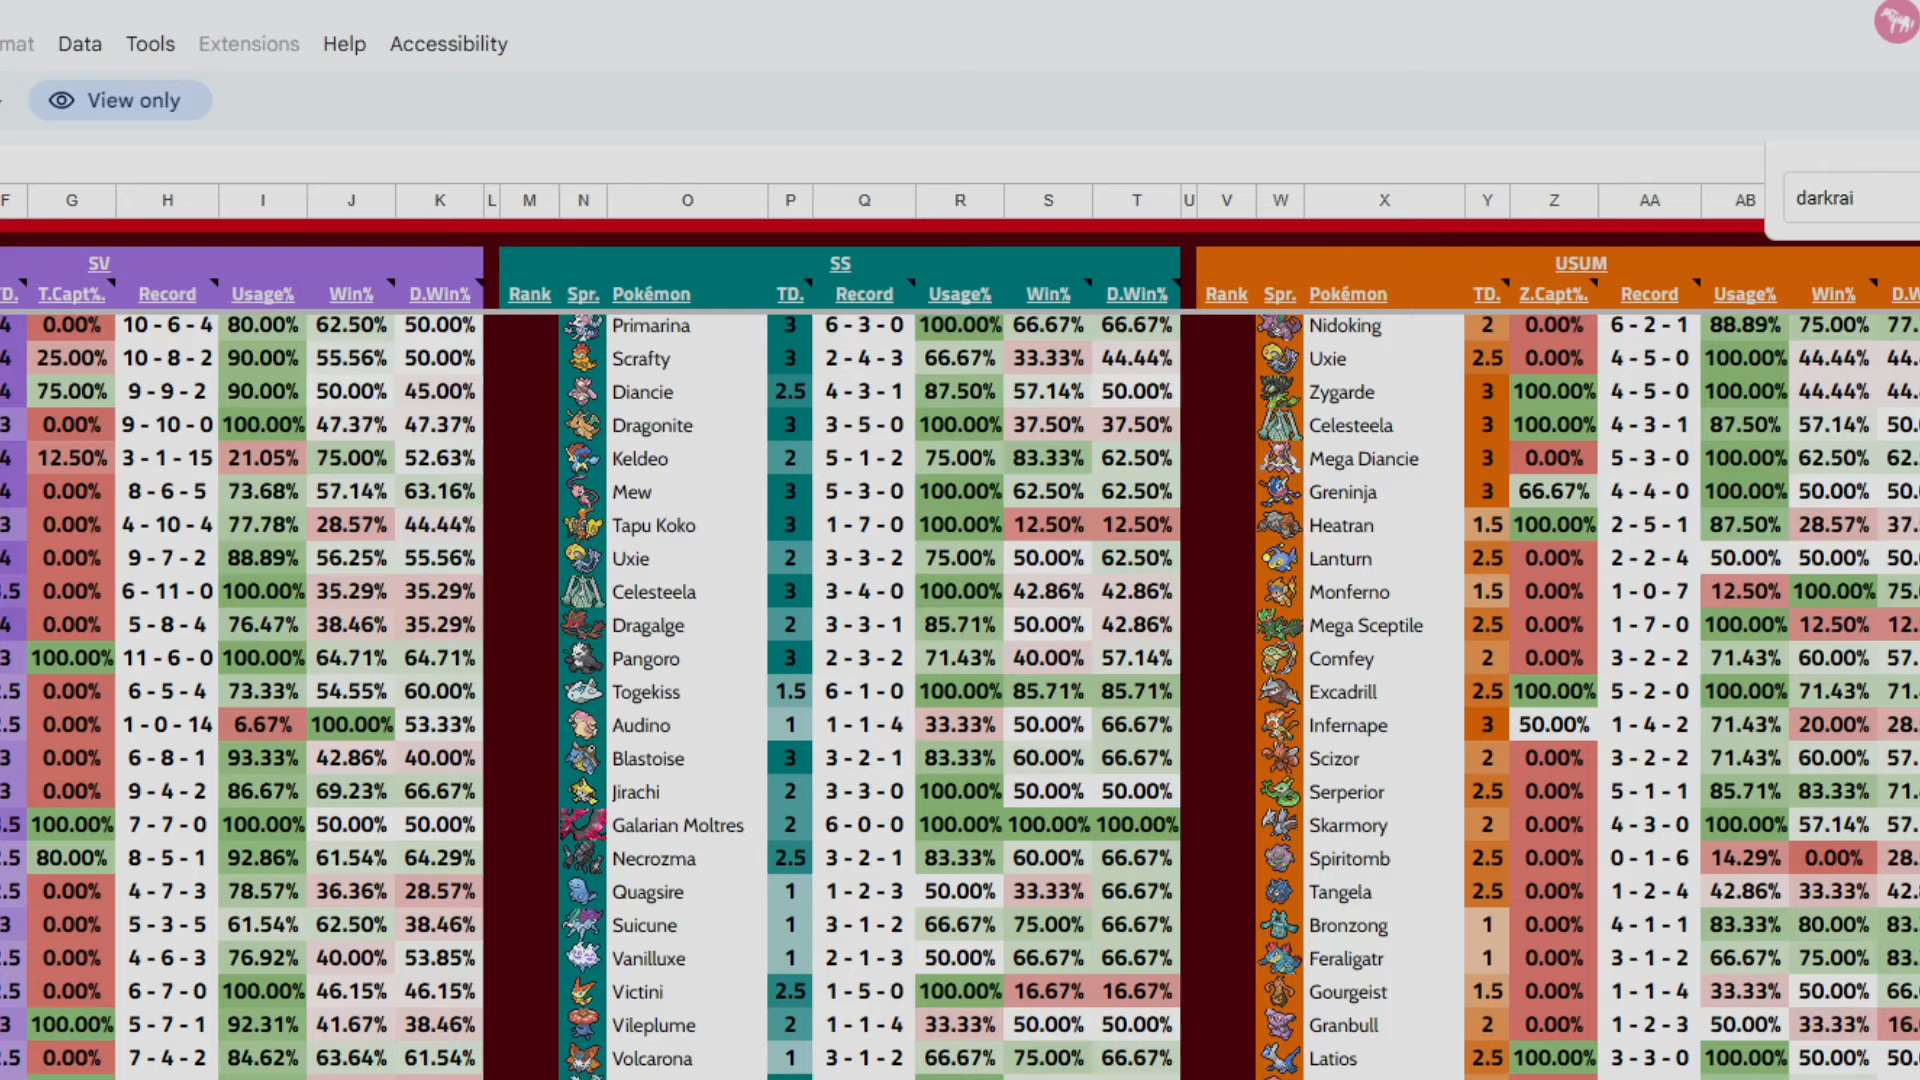 mat Data Tools Extensions Help Accessibility
View only
darkrai
F G H I J K L M N O P Q R S T U V W X Y Z AA AB
SV SS USUM
TD. T.Capt%. Record Usage% Win% D.Win% Rank Spr. Pokémon TD. Record Usage% Win% D.Win% Rank Spr. Pokémon TD. Z.Capt%. Record Usage% Win% D.W
4 0.00% 10 - 6 - 4 80.00% 62.50% 50.00% Primarina 3 6 - 3 - 0 100.00% 66.67% 66.67% Nidoking 2 0.00% 6 - 2 - 1 88.89% 75.00% 77.
4 25.00% 10 - 8 - 2 90.00% 55.56% 50.00% Scrafty 3 2 - 4 - 3 66.67% 33.33% 44.44% Uxie 2.5 0.00% 4 - 5 - 0 100.00% 44.44% 44.
4 75.00% 9 - 9 - 2 90.00% 50.00% 45.00% Diancie 2.5 4 - 3 - 1 87.50% 57.14% 50.00% Zygarde 3 100.00% 4 - 5 - 0 100.00% 44.44% 44.
3 0.00% 9 - 10 - 0 100.00% 47.37% 47.37% Dragonite 3 3 - 5 - 0 100.00% 37.50% 37.50% Celesteela 3 100.00% 4 - 3 - 1 87.50% 57.14% 50.
4 12.50% 3 - 1 - 15 21.05% 75.00% 52.63% Keldeo 2 5 - 1 - 2 75.00% 83.33% 62.50% Mega Diancie 3 0.00% 5 - 3 - 0 100.00% 62.50% 62.
4 0.00% 8 - 6 - 5 73.68% 57.14% 63.16% Mew 3 5 - 3 - 0 100.00% 62.50% 62.50% Greninja 3 66.67% 4 - 4 - 0 100.00% 50.00% 50.
3 0.00% 4 - 10 - 4 77.78% 28.57% 44.44% Tapu Koko 3 1 - 7 - 0 100.00% 12.50% 12.50% Heatran 1.5 100.00% 2 - 5 - 1 87.50% 28.57% 37.
4 0.00% 9 - 7 - 2 88.89% 56.25% 55.56% Uxie 2 3 - 3 - 2 75.00% 50.00% 62.50% Lanturn 2.5 0.00% 2 - 2 - 4 50.00% 50.00% 50.
.5 0.00% 6 - 11 - 0 100.00% 35.29% 35.29% Celesteela 3 3 - 4 - 0 100.00% 42.86% 42.86% Monferno 1.5 0.00% 1 - 0 - 7 12.50% 100.00% 75.
4 0.00% 5 - 8 - 4 76.47% 38.46% 35.29% Dragalge 2 3 - 3 - 1 85.71% 50.00% 42.86% Mega Sceptile 2.5 0.00% 1 - 7 - 0 100.00% 12.50% 12.
3 100.00% 11 - 6 - 0 100.00% 64.71% 64.71% Pangoro 3 2 - 3 - 2 71.43% 40.00% 57.14% Comfey 2 0.00% 3 - 2 - 2 71.43% 60.00% 57.
.5 0.00% 6 - 5 - 4 73.33% 54.55% 60.00% Togekiss 1.5 6 - 1 - 0 100.00% 85.71% 85.71% Excadrill 2.5 100.00% 5 - 2 - 0 100.00% 71.43% 71.
.5 0.00% 1 - 0 - 14 6.67% 100.00% 53.33% Audino 1 1 - 1 - 4 33.33% 50.00% 66.67% Infernape 3 50.00% 1 - 4 - 2 71.43% 20.00% 28.
3 0.00% 6 - 8 - 1 93.33% 42.86% 40.00% Blastoise 3 3 - 2 - 1 83.33% 60.00% 66.67% Scizor 2 0.00% 3 - 2 - 2 71.43% 60.00% 57.
3 0.00% 9 - 4 - 2 86.67% 69.23% 66.67% Jirachi 2 3 - 3 - 0 100.00% 50.00% 50.00% Serperior 2.5 0.00% 5 - 1 - 1 85.71% 83.33% 71.
.5 100.00% 7 - 7 - 0 100.00% 50.00% 50.00% Galarian Moltres 2 6 - 0 - 0 100.00% 100.00% 100.00% Skarmory 2 0.00% 4 - 3 - 0 100.00% 57.14% 57.
.5 80.00% 8 - 5 - 1 92.86% 61.54% 64.29% Necrozma 2.5 3 - 2 - 1 83.33% 60.00% 66.67% Spiritomb 2.5 0.00% 0 - 1 - 6 14.29% 0.00% 28.
.5 0.00% 4 - 7 - 3 78.57% 36.36% 28.57% Quagsire 1 1 - 2 - 3 50.00% 33.33% 66.67% Tangela 2.5 0.00% 1 - 2 - 4 42.86% 33.33% 42.
3 0.00% 5 - 3 - 5 61.54% 62.50% 38.46% Suicune 1 3 - 1 - 2 66.67% 75.00% 66.67% Bronzong 1 0.00% 4 - 1 - 1 83.33% 80.00% 83.
.5 0.00% 4 - 6 - 3 76.92% 40.00% 53.85% Vanilluxe 1 2 - 1 - 3 50.00% 66.67% 66.67% Feraligatr 1 0.00% 3 - 1 - 2 66.67% 75.00% 83.
.5 0.00% 6 - 7 - 0 100.00% 46.15% 46.15% Victini 2.5 1 - 5 - 0 100.00% 16.67% 16.67% Gourgeist 1.5 0.00% 1 - 1 - 4 33.33% 50.00% 66.
3 100.00% 5 - 7 - 1 92.31% 41.67% 38.46% Vileplume 2 1 - 1 - 4 33.33% 50.00% 50.00% Granbull 2 0.00% 1 - 2 - 3 50.00% 33.33% 16.
.5 0.00% 7 - 4 - 2 84.62% 63.64% 61.54% Volcarona 1 3 - 1 - 2 66.67% 75.00% 66.67% Latios 2.5 100.00% 3 - 3 - 0 100.00% 50.00% 50.